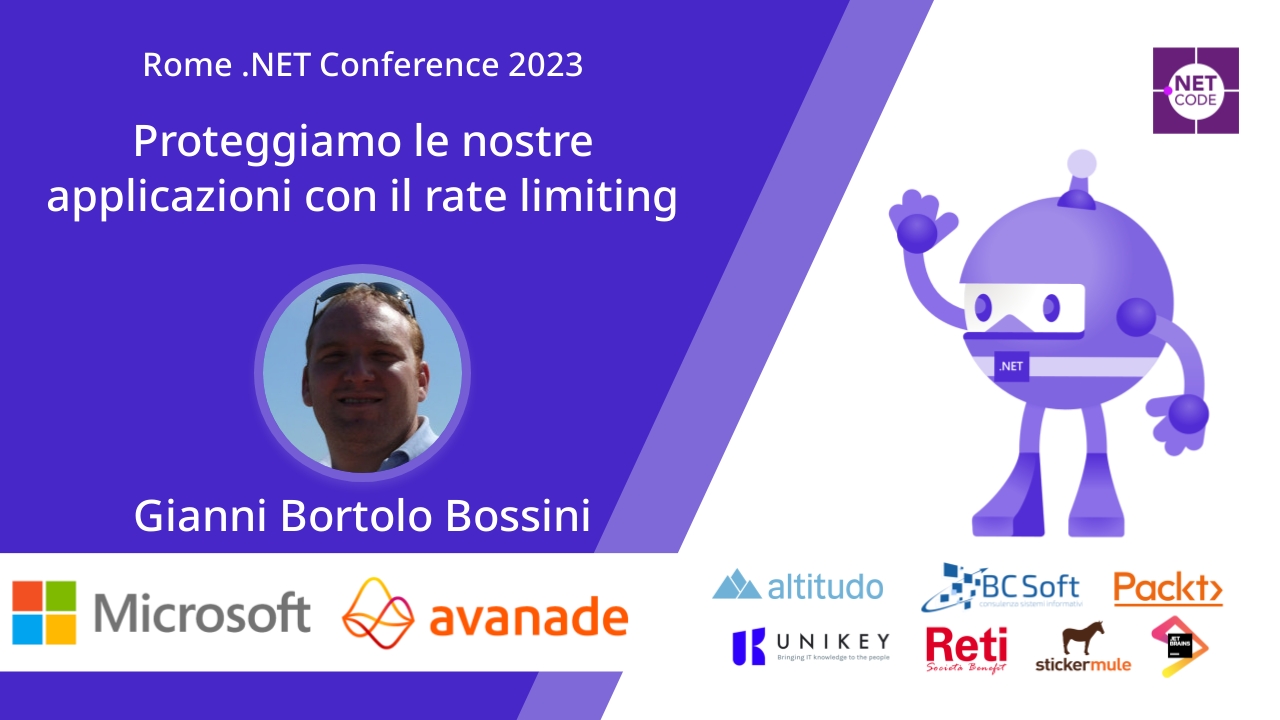 Rome .NET Conference 2023
Proteggiamo le nostre
applicazioni con il rate limiting
Gianni Bortolo Bossini
.NET
CODE
.NET
Microsoft
avanade
altitudo
BC Soft
consulenza sistemi informativi
Packt>
UNIKEY
Bringing IT knowledge to the people
Reti
Società Benefit
stickermule
JET
BRAINS